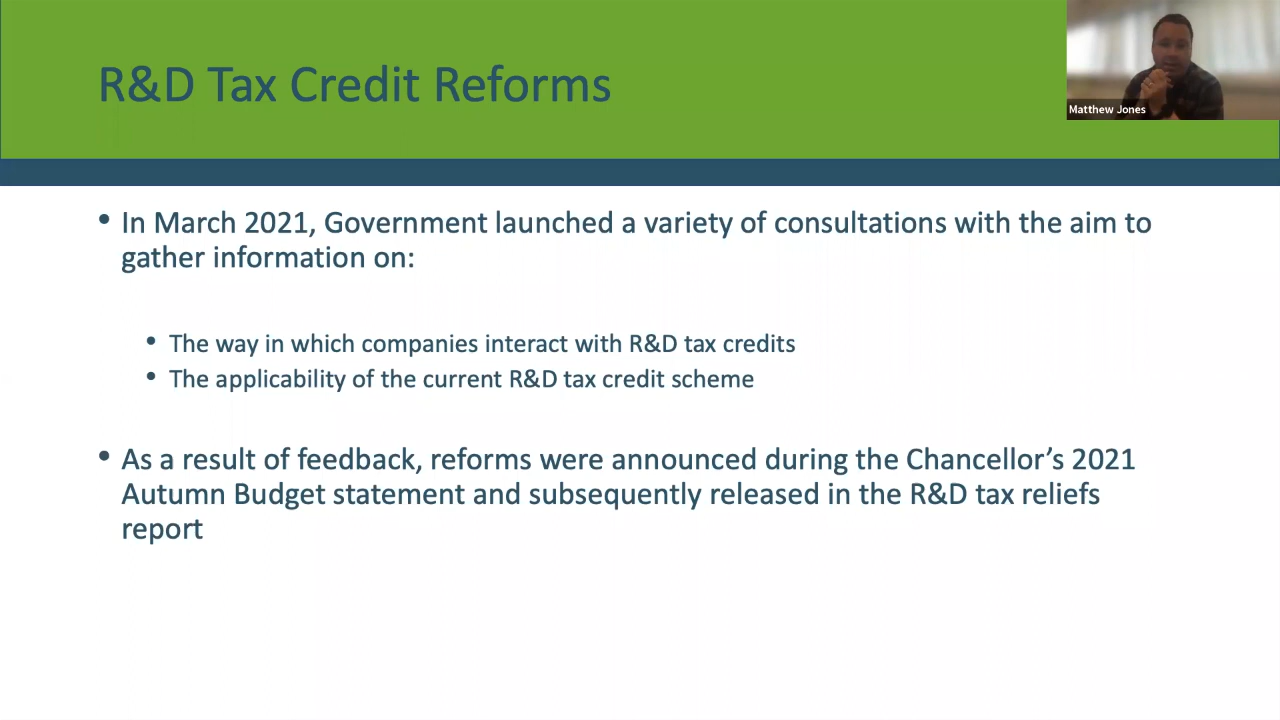 R&D Tax Credit Reforms
Matthew Jones
• In March 2021, Government launched a variety of consultations with the aim to
gather information on:
• The way in which companies interact with R&D tax credits
• The applicability of the current R&D tax credit scheme
• As a result of feedback, reforms were announced during the Chancellor’s 2021
Autumn Budget statement and subsequently released in the R&D tax reliefs
report